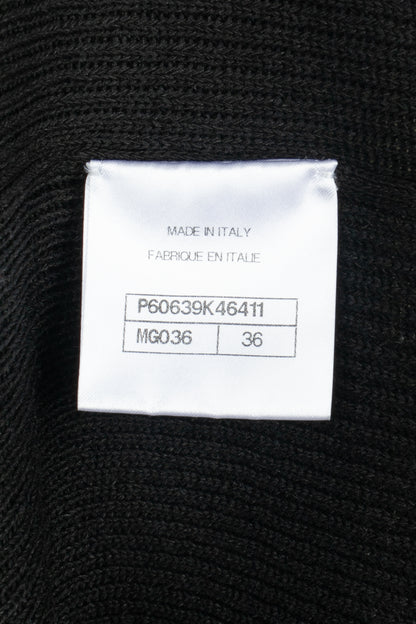 MADE IN ITALY
FABRIQUE EN ITALIE
P60639K46411
MG036 36